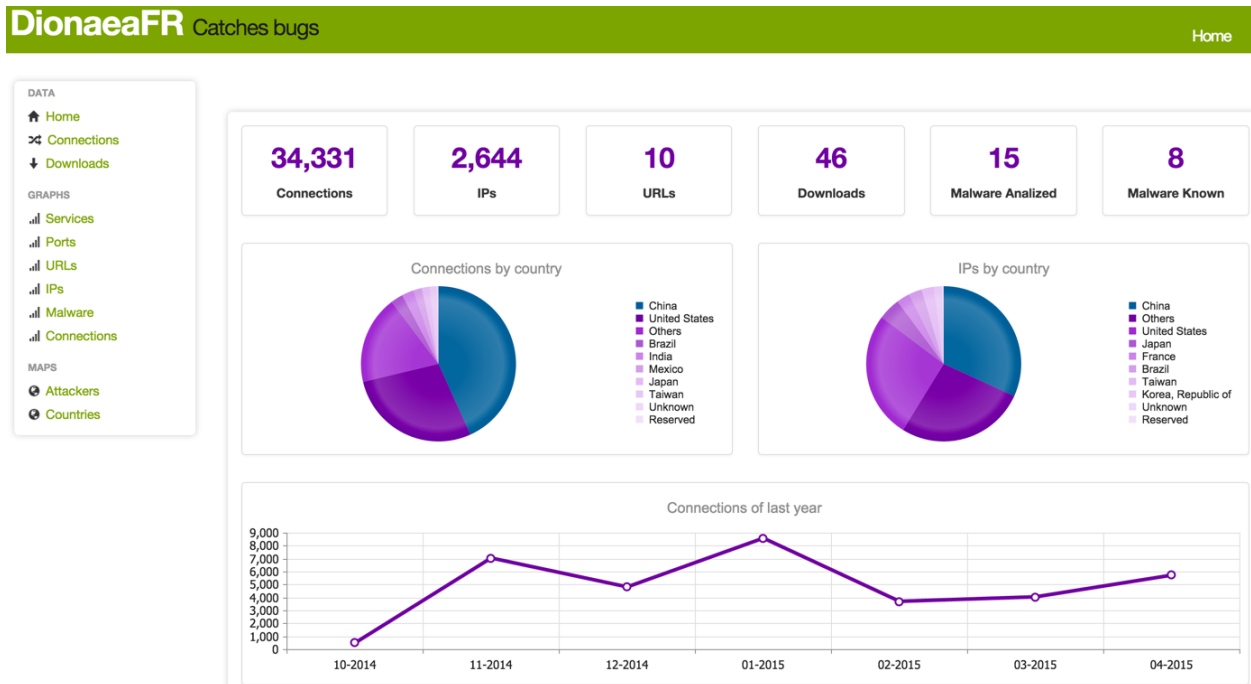 DionaeaFR Catches bugs
Home
DATA
Home
Connections
Downloads
GRAPHS
Services
Ports
URLs
IPs
Malware
Connections
MAPS
Attackers
Countries
34,331
Connections
2,644
IPs
10
URLs
46
Downloads
15
Malware Analized
8
Malware Known
Connections by country
China
United States
Others
Brazil
India
Mexico
Japan
Taiwan
Unknown
Reserved
IPs by country
China
Others
United States
Japan
France
Brazil
Taiwan
Korea, Republic of
Unknown
Reserved
Connections of last year
9,000
8,000
7,000
6,000
5,000
4,000
3,000
2,000
1,000
0
10-2014 11-2014 12-2014 01-2015 02-2015 03-2015 04-2015